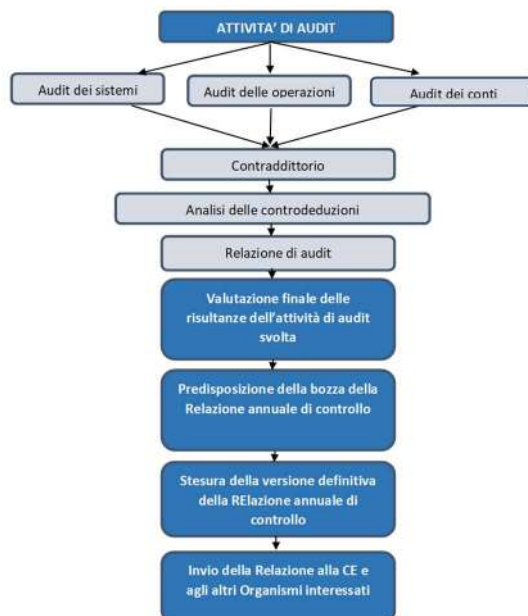 ATTIVITA' DI AUDIT
Audit dei sistemi
Audit delle operazioni
Audit dei conti
Contraddittorio
Analisi delle controdeduzioni
Relazione di audit
Valutazione finale delle
risultanze dell'attività di audit
svolta
Predisposizione della bozza della
Relazione annuale di controllo
Stesura della versione definitiva
della RElazione annuale di
controllo
Invio della Relazione alla CE e
agli altri Organismi interessati